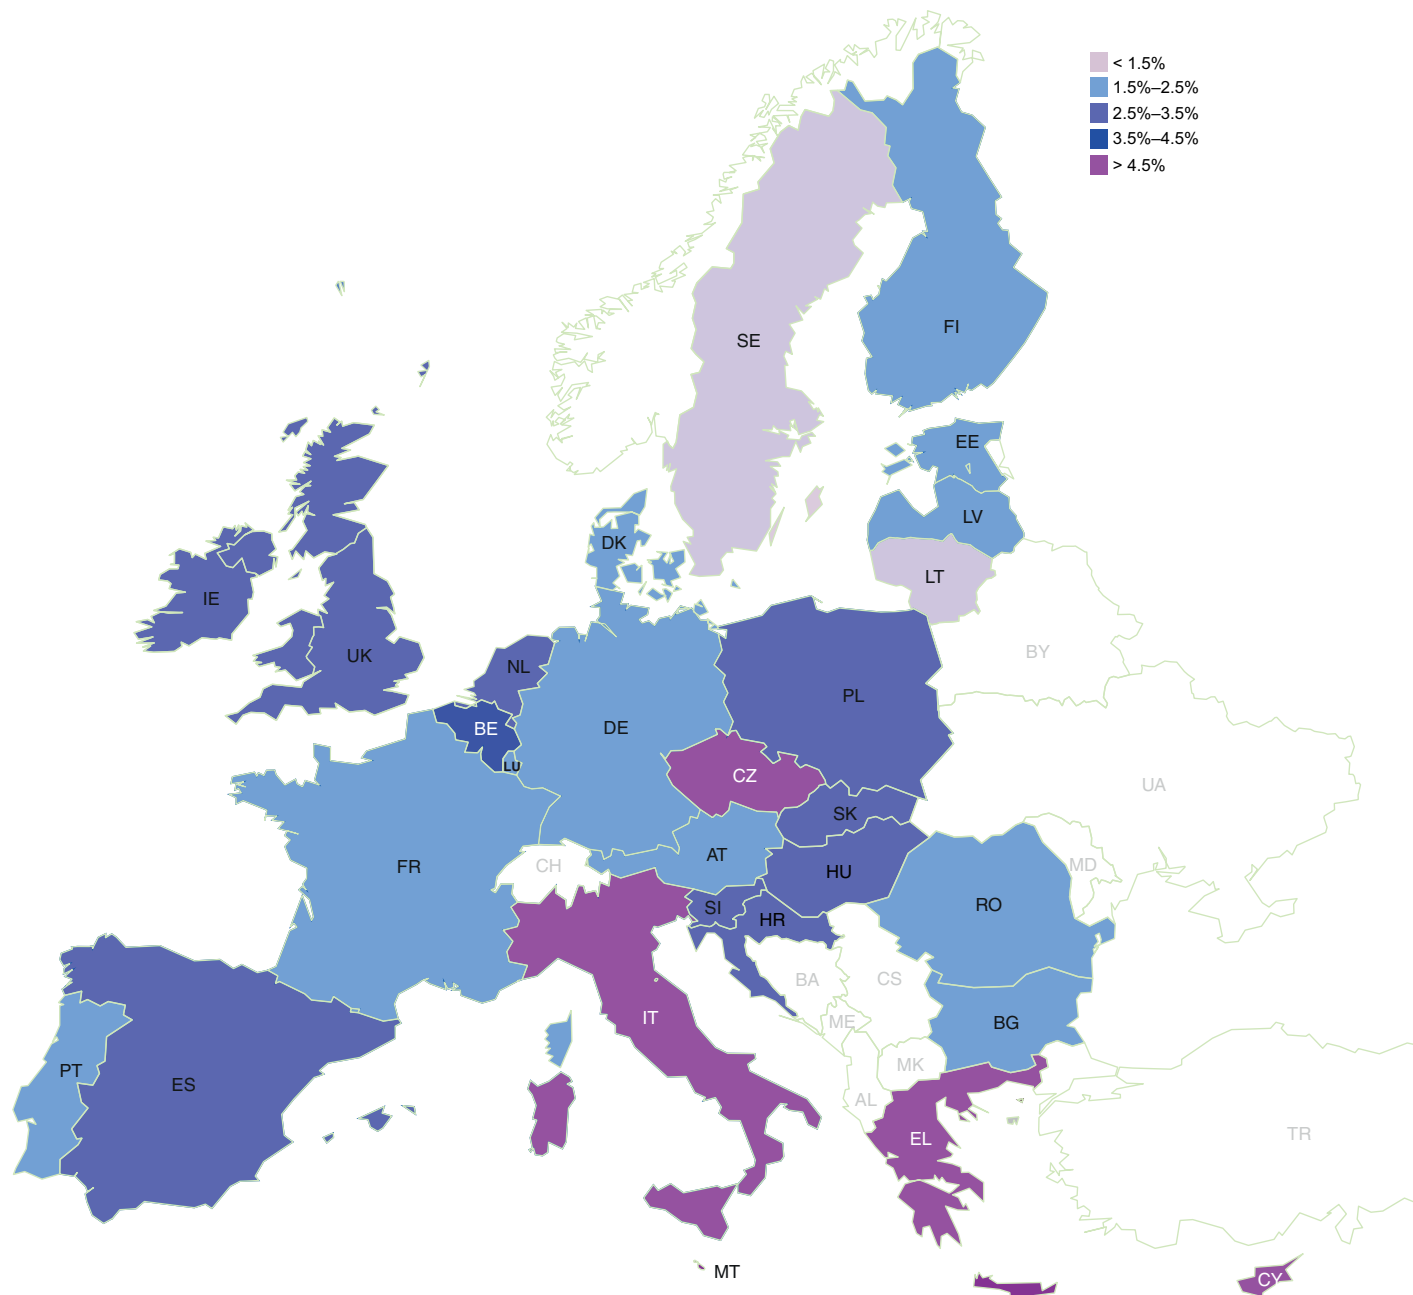 < 1.5%
1.5%–2.5%
2.5%–3.5%
3.5%–4.5%
> 4.5%
FI
SE
EE
LV
DK
LT
IE
BY
UK
NL
PL
DE
BE
LU
CZ
UA
SK
AT
CH
FR
MD
HU
RO
SI
HR
BA
CS
IT
ME
BG
MK
PT
ES
AL
TR
EL
MT
CY